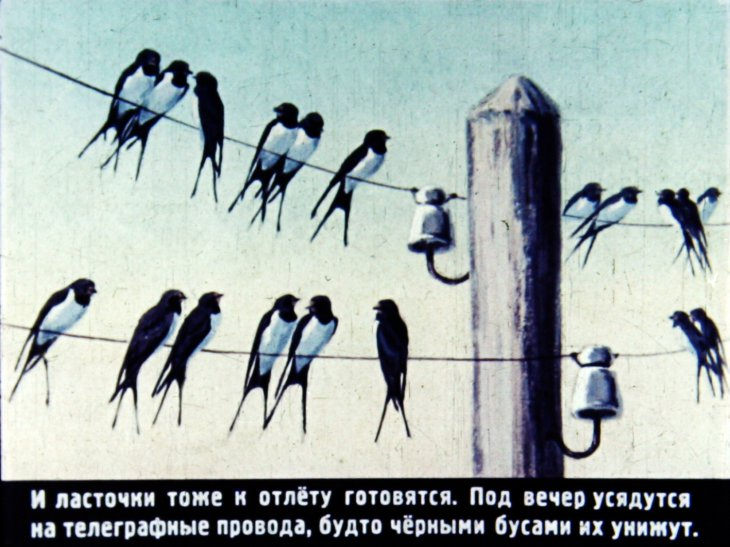 И ласточки тоже к отлёту готовятся. Под вечер усядутся
на телеграфные провода, будто чёрными бусами их унижут.